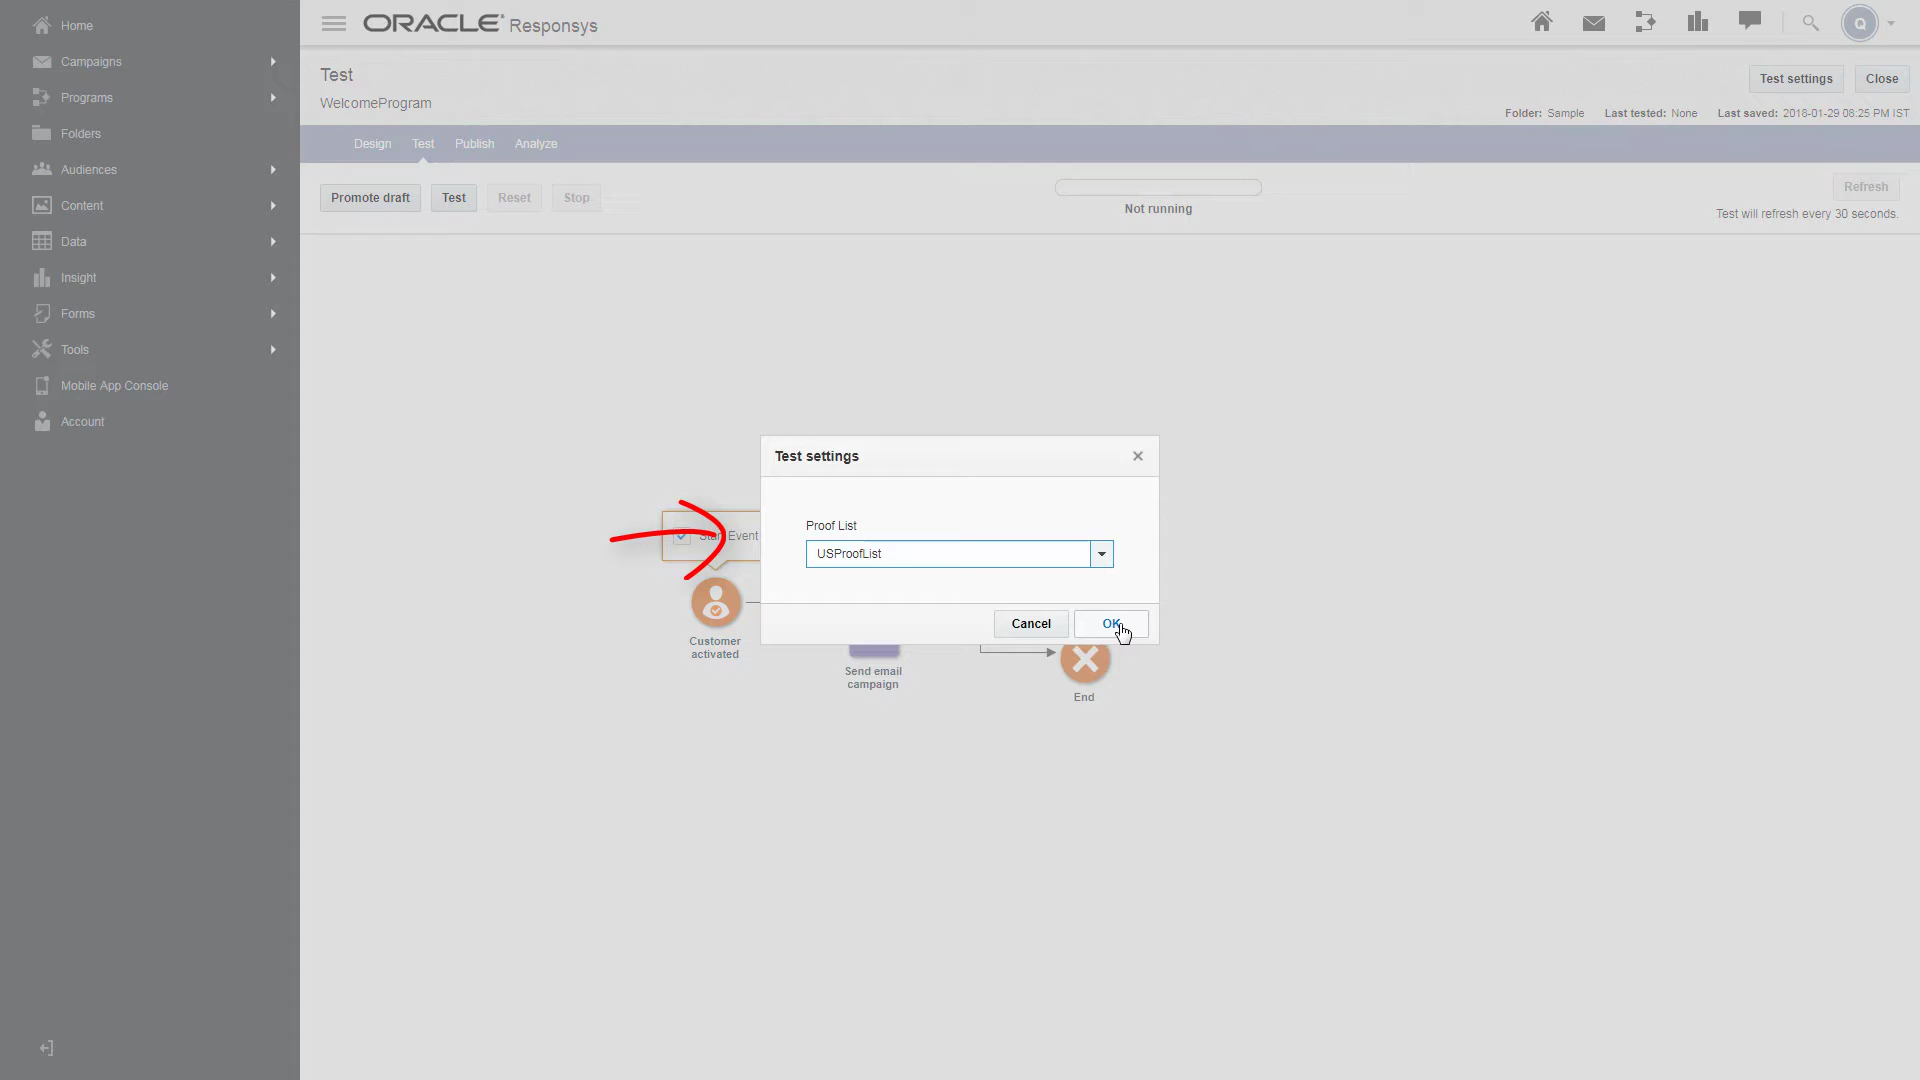 Home
Campaigns
Programs
Folders
Audiences
Content
Data
Insight
Forms
Tools
Mobile App Console
Account
ORACLE Responsys
Q
Test
WelcomeProgram
Test settings
Close
Folder: Sample Last tested: None Last saved: 2018-01-29 08:25 PM IST
Design Test Publish Analyze
Promote draft Test Reset Stop
Not running
Refresh
Test will refresh every 30 seconds.
Test settings
Proof List
USProofList
Cancel OK
Start Event
Customer
activated
Send email
campaign
End